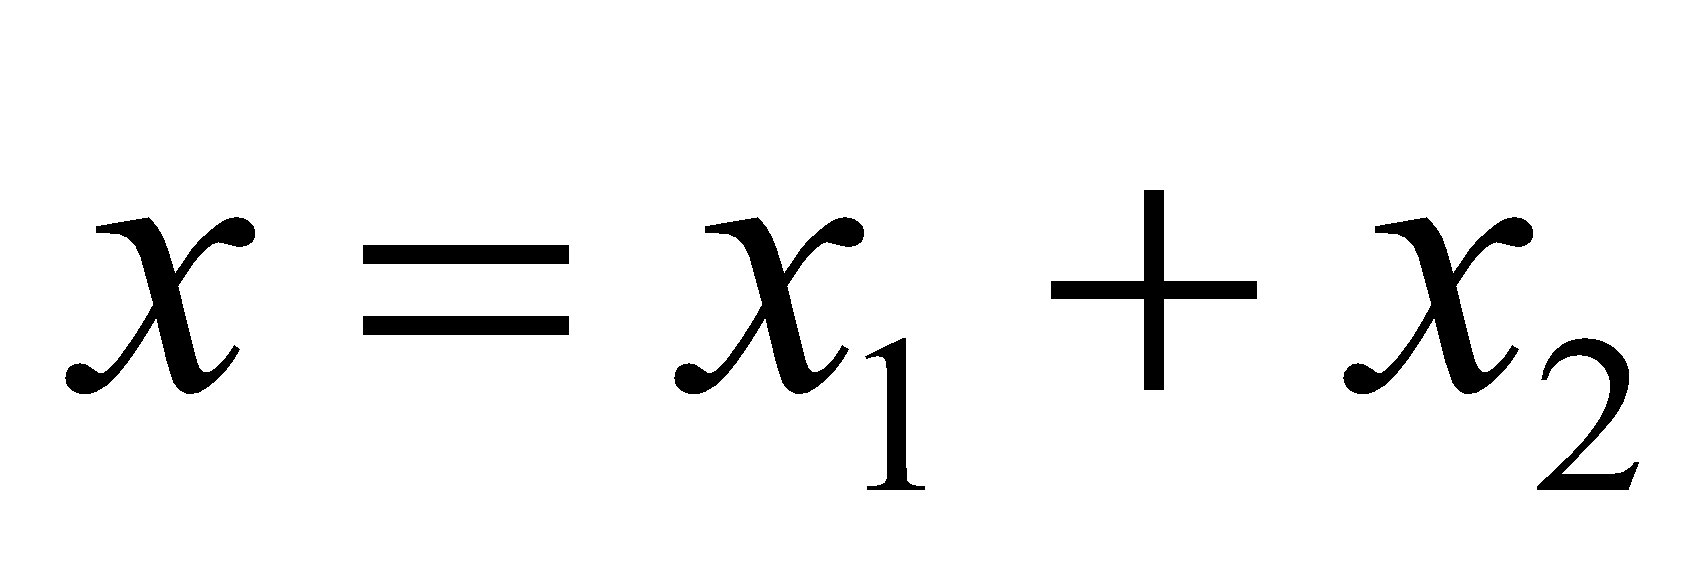 x = x₁ + x₂